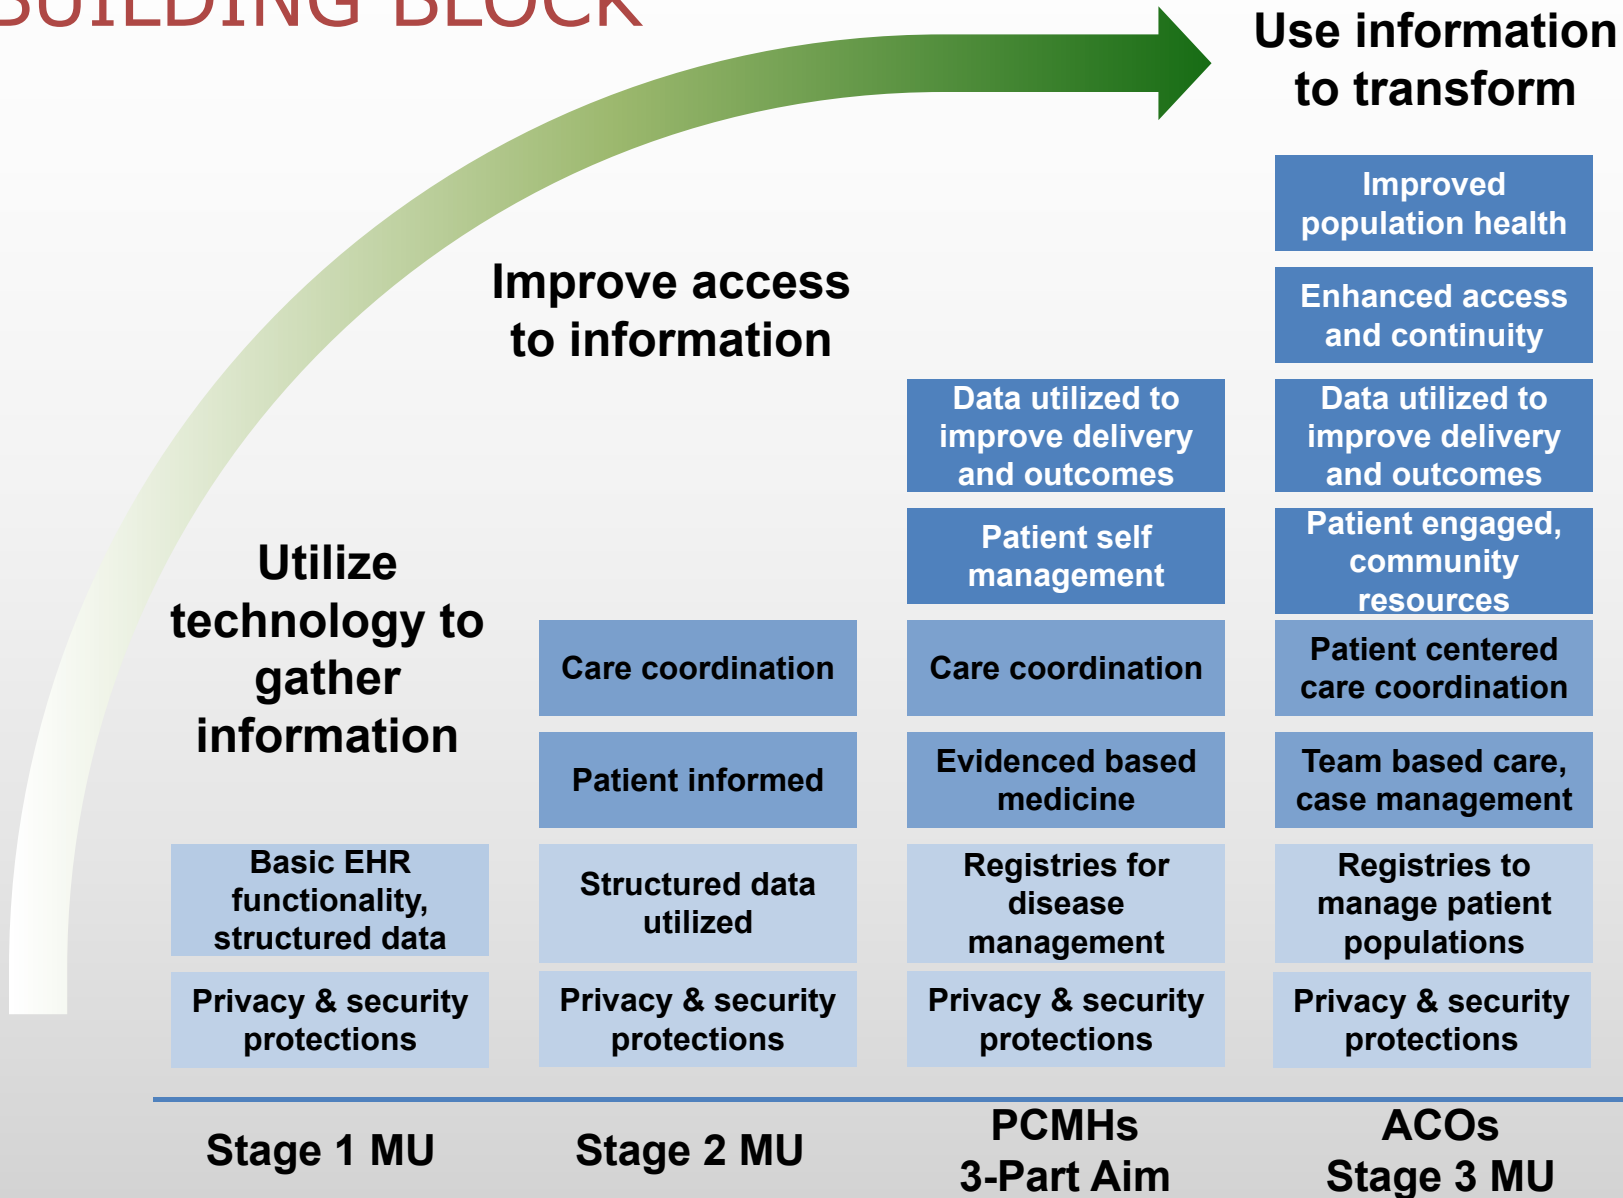 BUILDING BLOCK
Use information
to transform
Improve access
to information
Utilize
technology to
gather
information
Basic EHR
functionality,
structured data
Privacy & security
protections
Stage 1 MU
Care coordination
Patient informed
Structured data
utilized
Privacy & security
protections
Stage 2 MU
Data utilized to
improve delivery
and outcomes
Patient self
management
Care coordination
Evidenced based
medicine
Registries for
disease
management
Privacy & security
protections
PCMHs
3-Part Aim
Improved
population health
Enhanced access
and continuity
Data utilized to
improve delivery
and outcomes
Patient engaged,
community
resources
Patient centered
care coordination
Team based care,
case management
Registries to
manage patient
populations
Privacy & security
protections
ACOs
Stage 3 MU